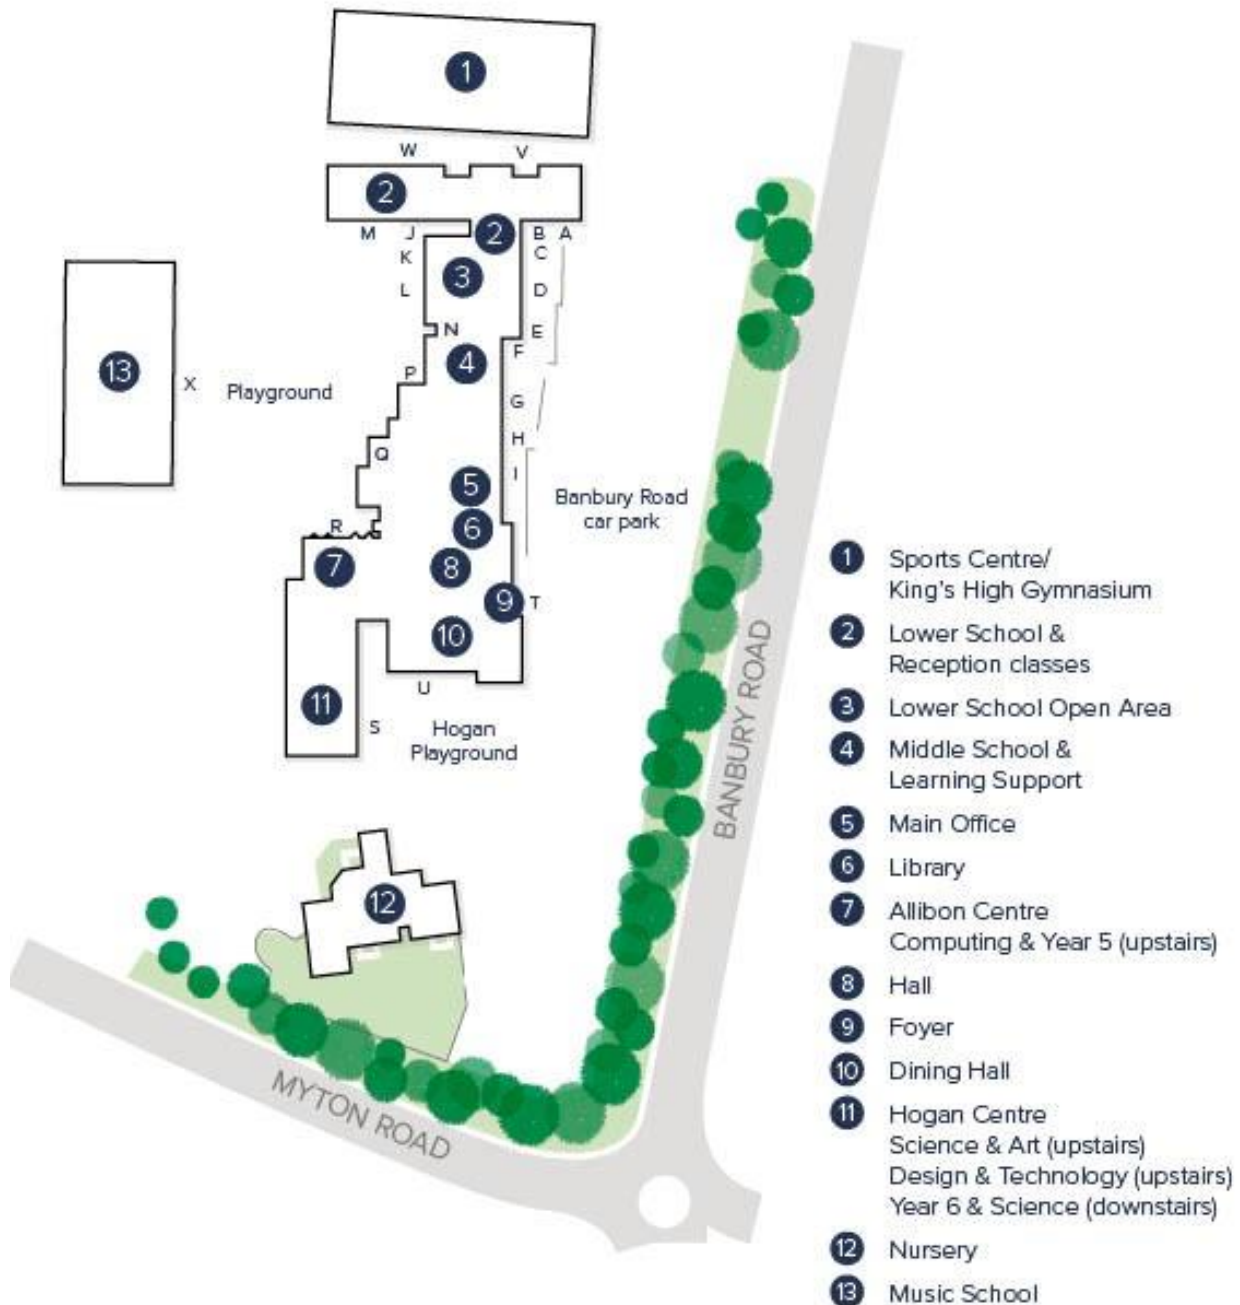 1
W
V
2
M
J
2
B
A
K
3
C
L
D
N
E
F
13
X
Playground
P
4
G
Q
H
I
5
Banbury Road
car park
R
6
7
8
9
T
10
U
11
S
Hogan
Playground
12
BANBURY ROAD
MYTON ROAD
1 Sports Centre/
King's High Gymnasium
2 Lower School &
Reception classes
3 Lower School Open Area
4 Middle School &
Learning Support
5 Main Office
6 Library
7 Allibon Centre
Computing & Year 5 (upstairs)
8 Hall
9 Foyer
10 Dining Hall
11 Hogan Centre
Science & Art (upstairs)
Design & Technology (upstairs)
Year 6 & Science (downstairs)
12 Nursery
13 Music School